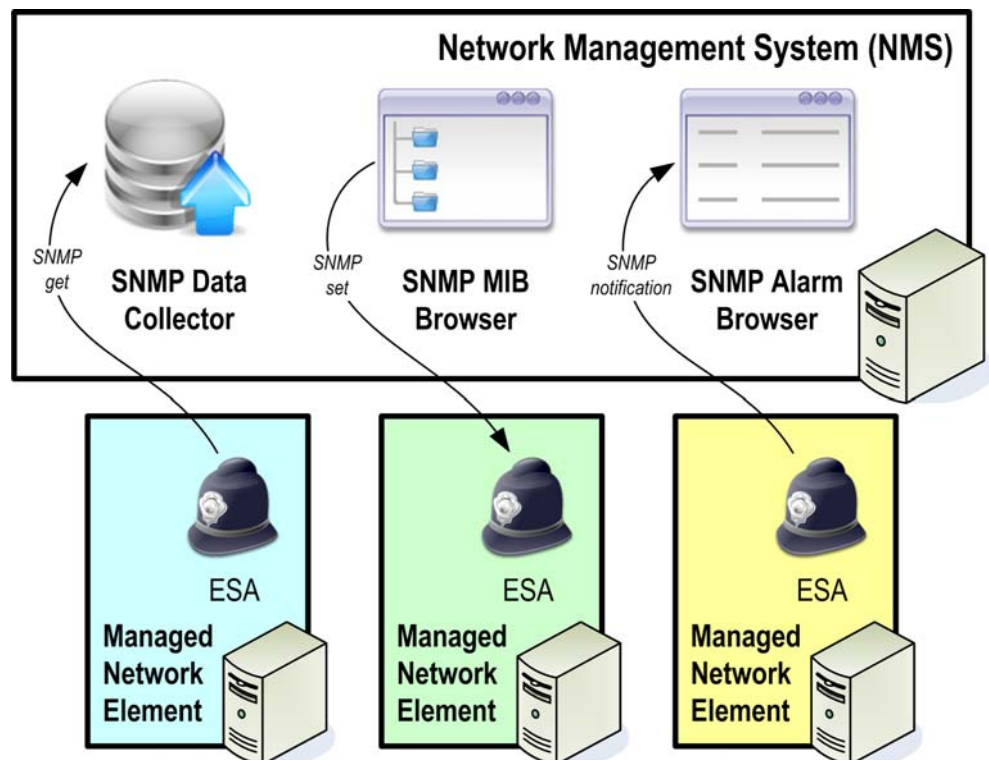 Network Management System (NMS)
SNMP
get
SNMP Data
Collector
SNMP
set
SNMP MIB
Browser
SNMP
notification
SNMP Alarm
Browser
ESA
Managed
Network
Element
ESA
Managed
Network
Element
ESA
Managed
Network
Element